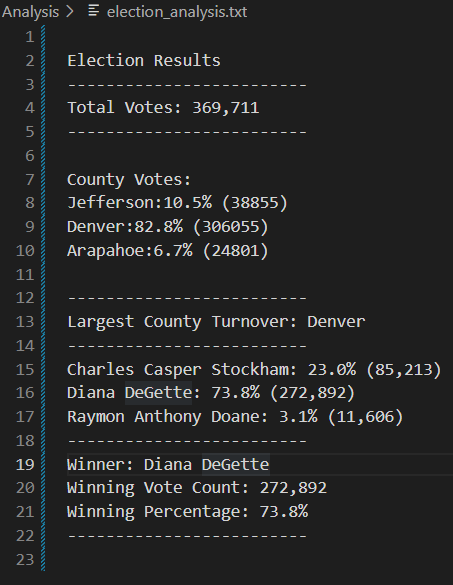 Analysis > election_analysis.txt
1
2 Election Results
3 -------------------------
4 Total Votes: 369,711
5 -------------------------
6
7 County Votes:
8 Jefferson:10.5% (38855)
9 Denver:82.8% (306055)
10 Arapahoe:6.7% (24801)
11
12 -------------------------
13 Largest County Turnover: Denver
14 -------------------------
15 Charles Casper Stockham: 23.0% (85,213)
16 Diana DeGette: 73.8% (272,892)
17 Raymon Anthony Doane: 3.1% (11,606)
18 -------------------------
19 Winner: Diana DeGette
20 Winning Vote Count: 272,892
21 Winning Percentage: 73.8%
22 -------------------------
23